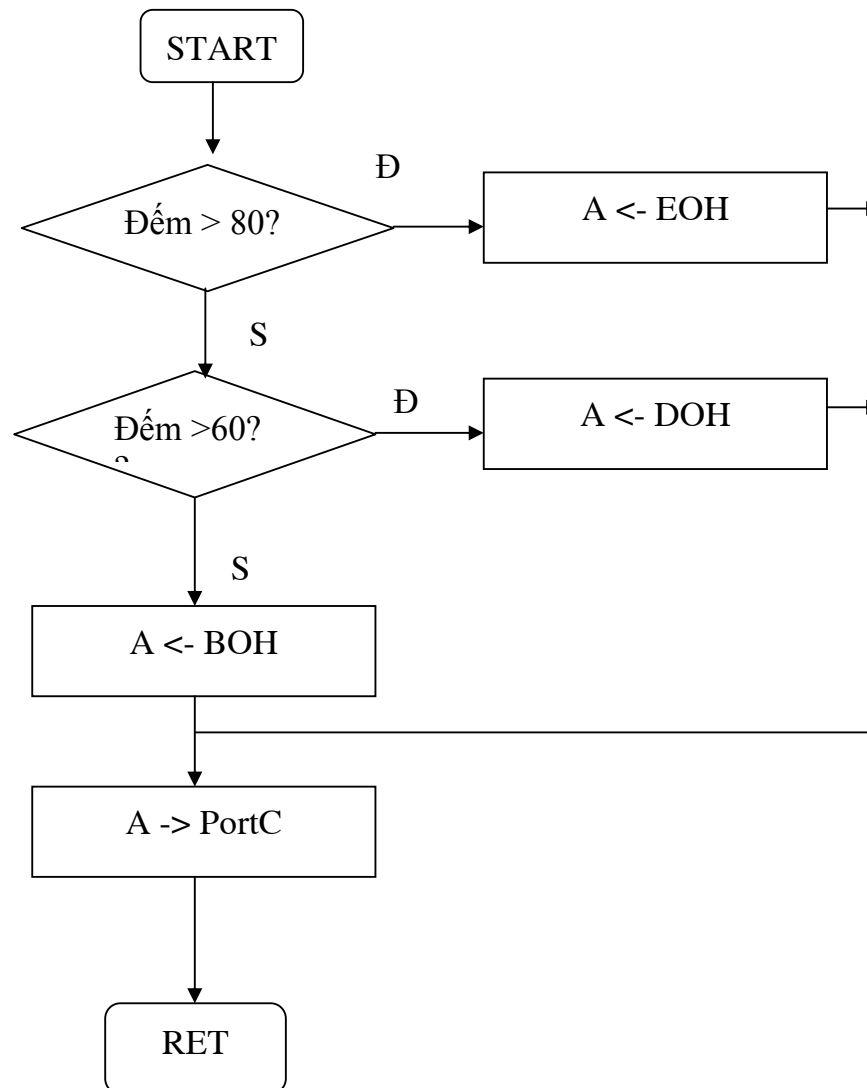 START
Đ
Đếm > 80?
A <- EOH
S
Đ
Đếm >60?
A <- DOH
S
A <- BOH
A -> PortC
RET